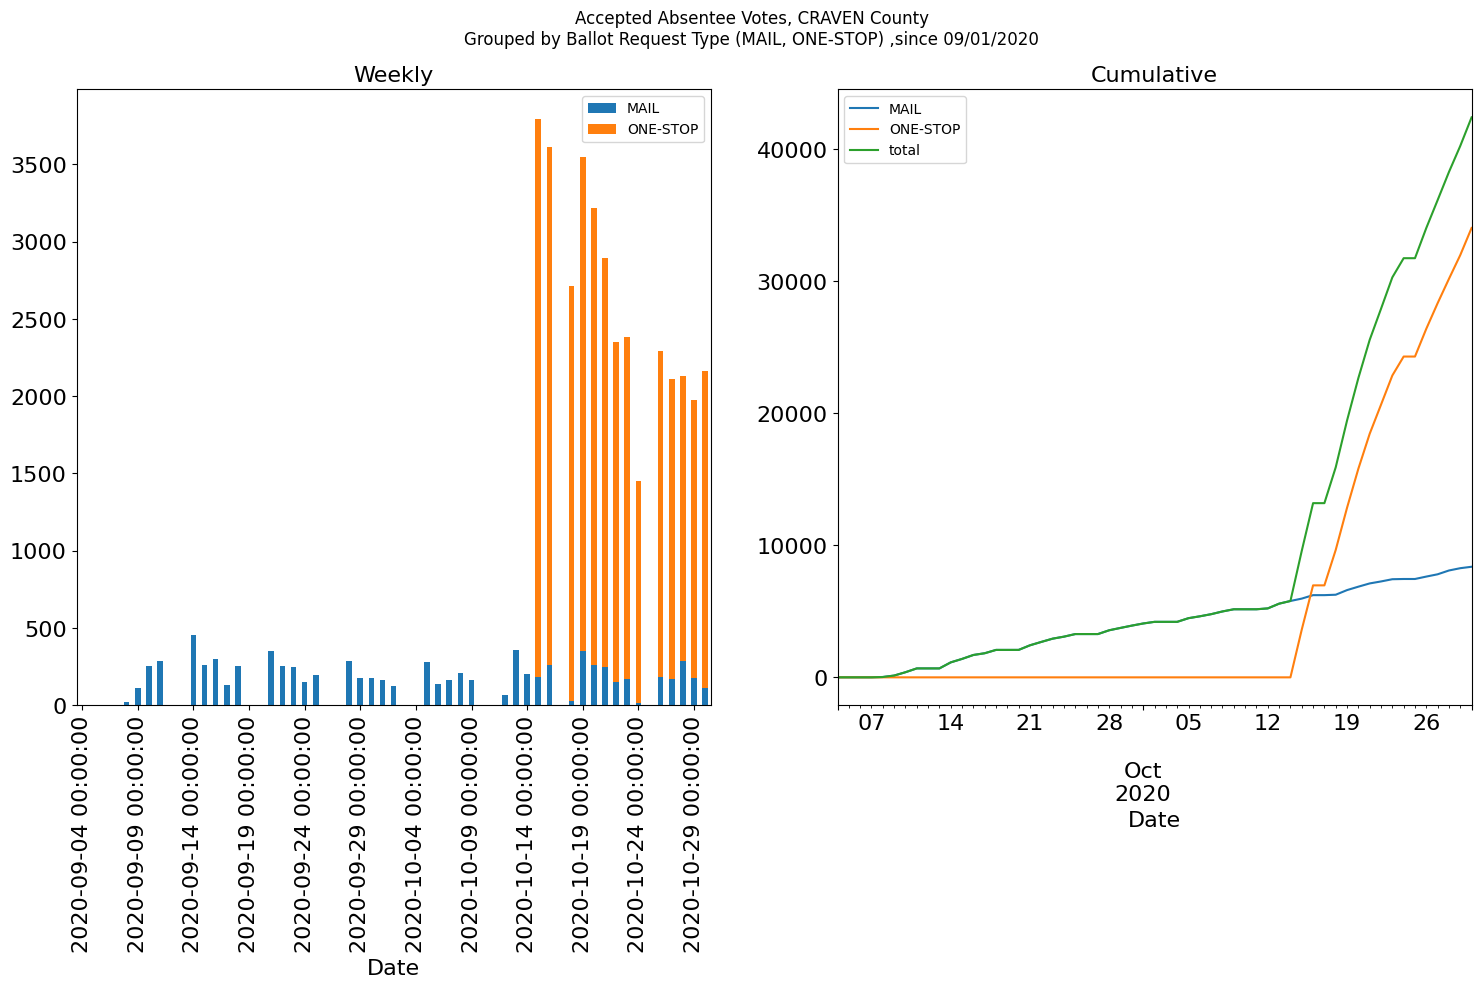 Accepted Absentee Votes, CRAVEN County
Grouped by Ballot Request Type (MAIL, ONE-STOP) ,since 09/01/2020
Weekly
MAIL
ONE-STOP
3500
3000
2500
2000
1500
1000
500
0
2020-09-04 00:00:00
2020-09-09 00:00:00
2020-09-14 00:00:00
2020-09-19 00:00:00
2020-09-24 00:00:00
2020-09-29 00:00:00
2020-10-04 00:00:00
2020-10-09 00:00:00
2020-10-14 00:00:00
2020-10-19 00:00:00
2020-10-24 00:00:00
2020-10-29 00:00:00
Date
Cumulative
MAIL
ONE-STOP
total
40000
30000
20000
10000
0
07 14 21 28 05 12 19 26
Oct
2020
Date